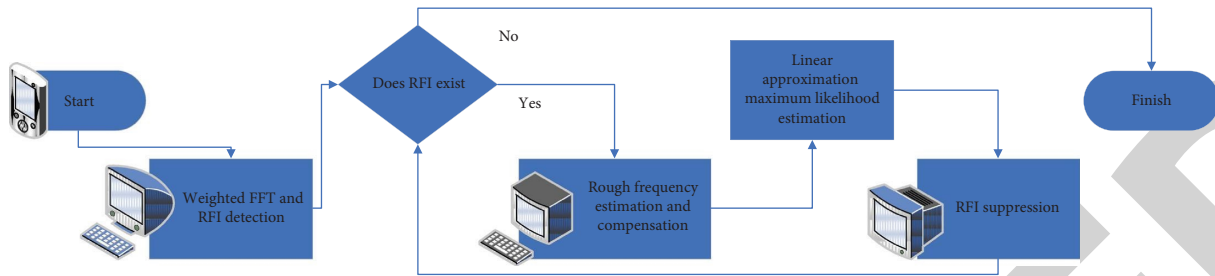 Start
Weighted FFT and
RFI detection
Does RFI exist
No
Yes
Rough frequency
estimation and
compensation
Linear
approximation
maximum likelihood
estimation
RFI suppression
Finish